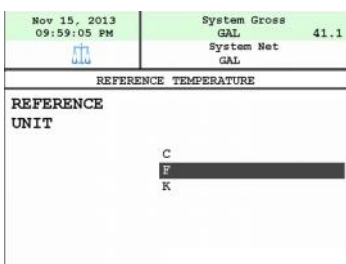 Nov 15, 2013
09:59:05 PM
System Gross
GAL 41.1
System Net
GAL
REFERENCE TEMPERATURE
REFERENCE
UNIT
C
F
K